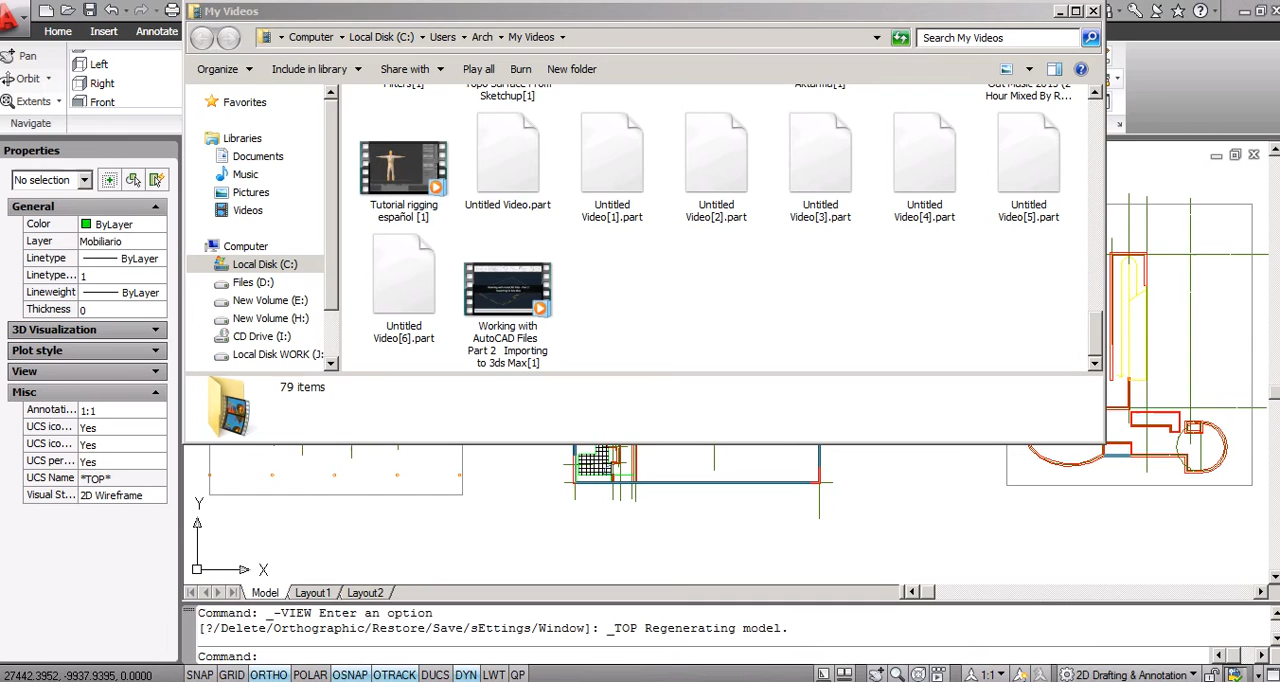 My Videos
Home Insert Annotate
Computer Local Disk (C:) Users Arch My Videos
Search My Videos
Organize Include in library Share with Play all Burn New folder
Pan
Orbit
Extents
Navigate
Left
Right
Front
Properties
No selection
General
Color ByLayer
Layer Mobiliario
Linetype ByLayer
Linetype... 1
Lineweight ByLayer
Thickness 0
3D Visualization
Plot style
View
Misc
Annotati... 1:1
UCS ico... Yes
UCS ico... Yes
UCS per... Yes
UCS Name *TOP*
Visual St... 2D Wireframe
Favorites
Libraries
Documents
Music
Pictures
Videos
Computer
Local Disk (C:)
Files (D:)
New Volume (E:)
New Volume (H:)
CD Drive (I:)
Local Disk WORK (J:
Sketchup[1]
Hour Mixed By R...
Tutorial rigging
español [1]
Untitled Video.part
Untitled
Video[1].part
Untitled
Video[2].part
Untitled
Video[3].part
Untitled
Video[4].part
Untitled
Video[5].part
Untitled
Video[6].part
Working with
AutoCAD Files
Part 2 Importing
to 3ds Max[1]
79 items
Y
X
Model Layout1 Layout2
Command: _-VIEW Enter an option
[?/Delete/Orthographic/Restore/Save/sEttings/Window]: _TOP Regenerating model.
Command:
27442.3952, -9937.9395, 0.0000 SNAP GRID ORTHO POLAR OSNAP OTRACK DUCS DYN LWT QP 1:1 2D Drafting & Annotation